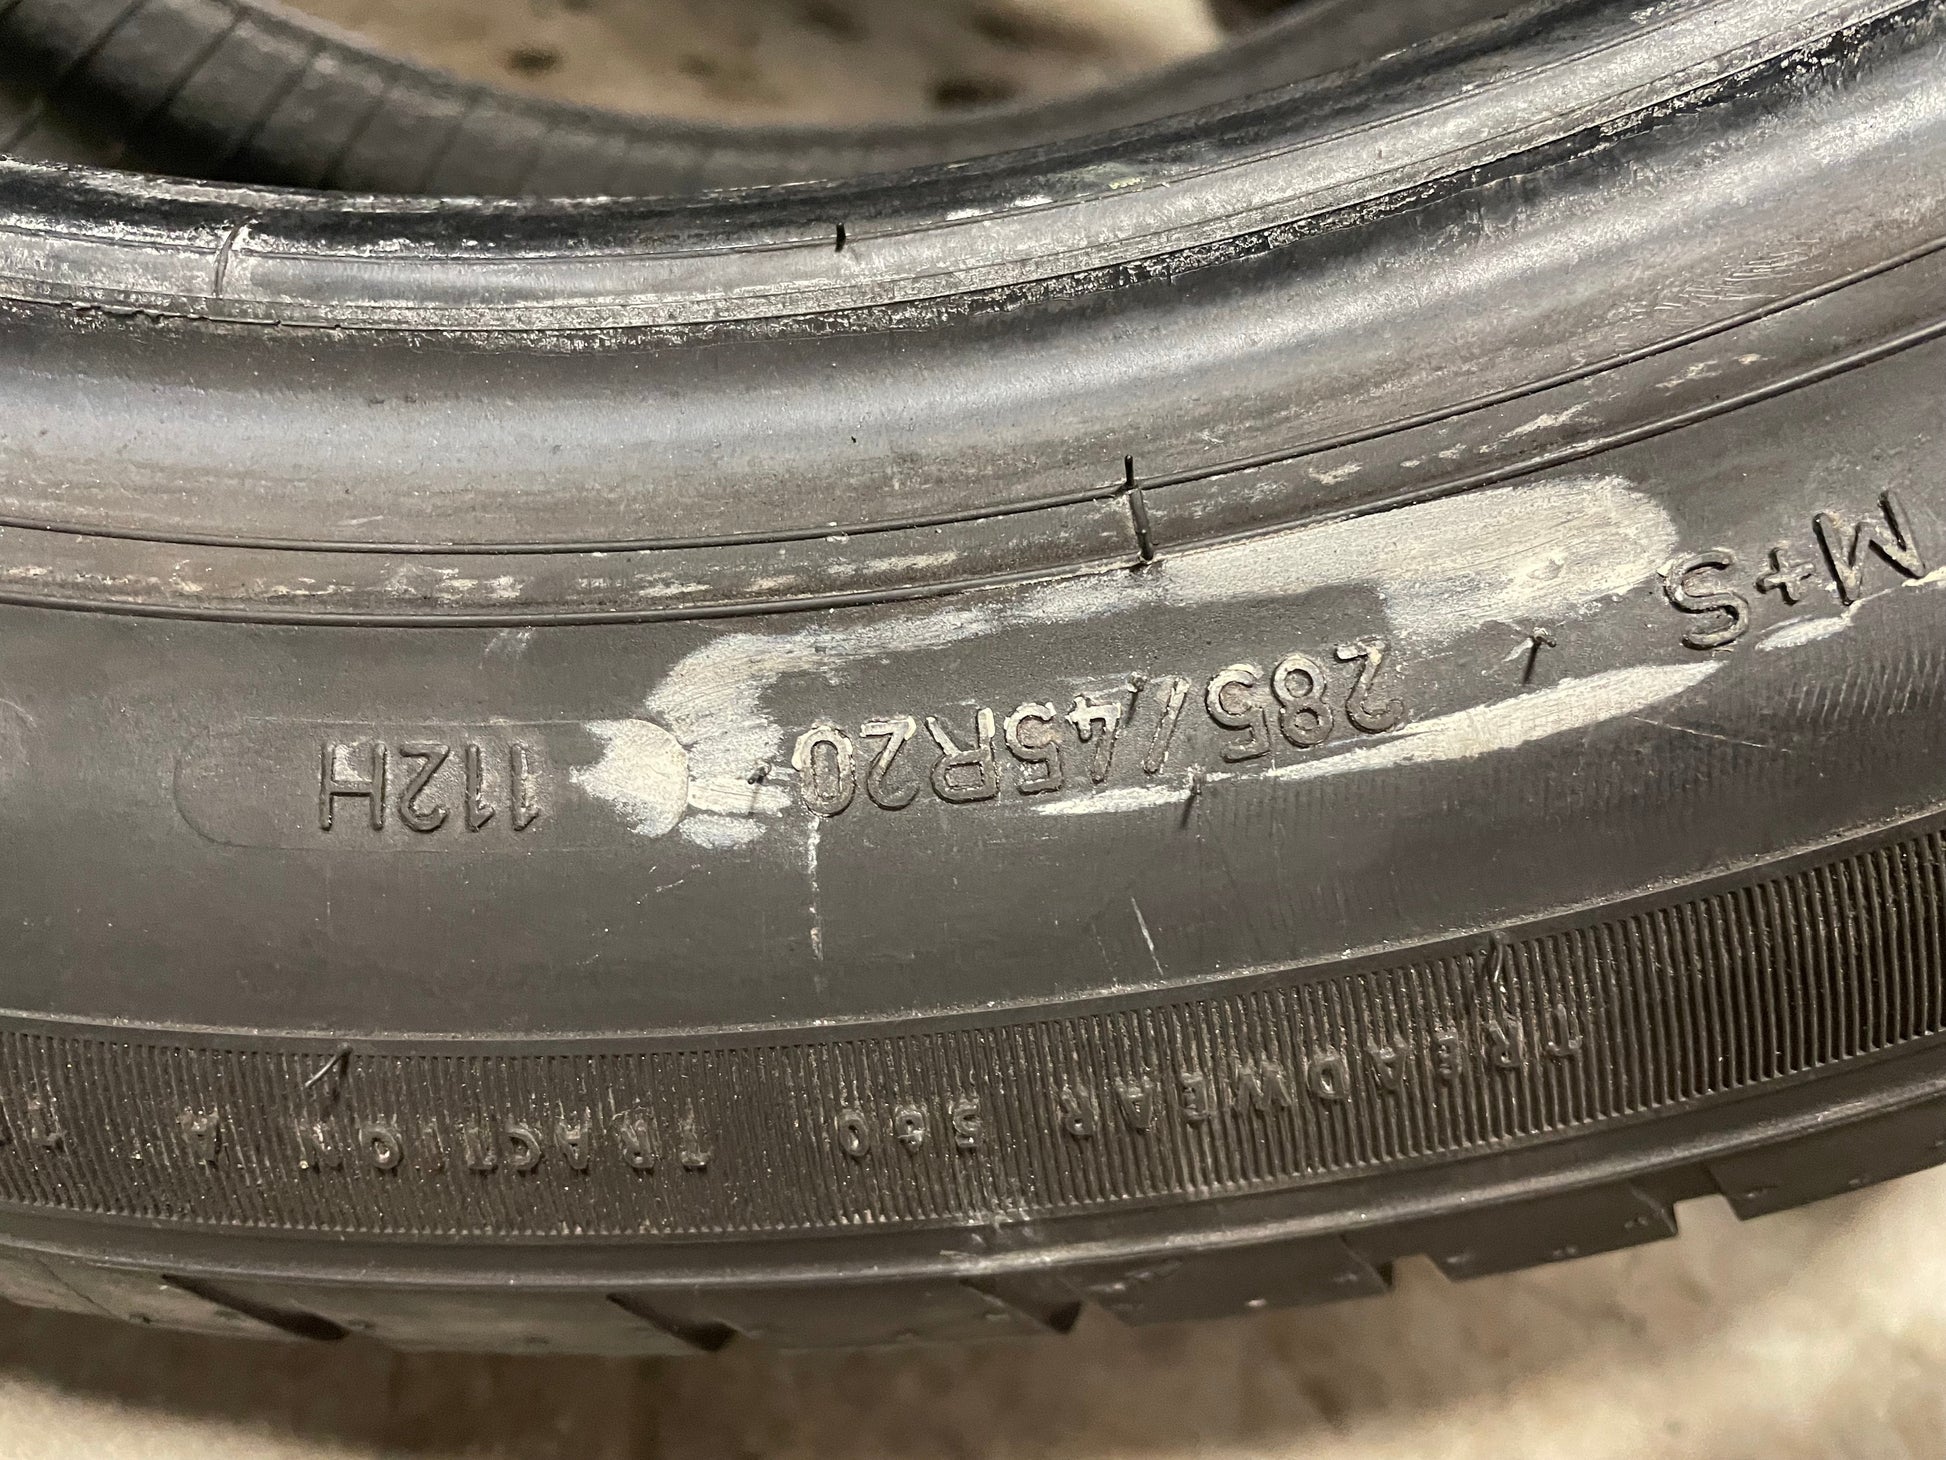 M+S
285/45R20 112H
TREADWEAR 560 TRACTION A